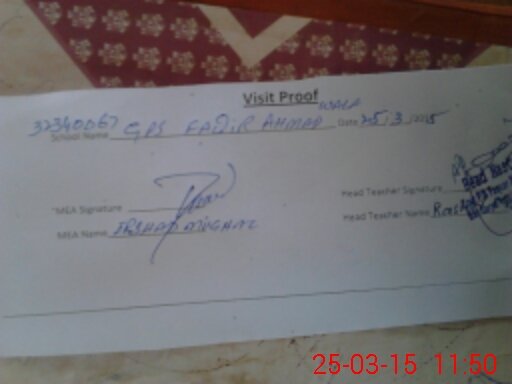 Visit Proof
32340067 School Name GPS FAQIR AHMAD WALA Date 25.3.2015
Head Teacher Signature
MEA Signature
Head Teacher Name
MEA Name IRSHAD
25-03-15 11:50